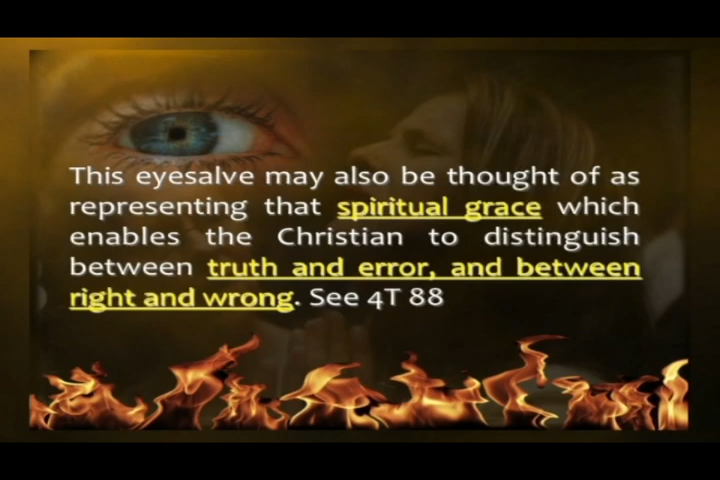 This eyesalve may also be thought of as
representing that spiritual grace which
enables the Christian to distinguish
between truth and error, and between
right and wrong. See 4T 88